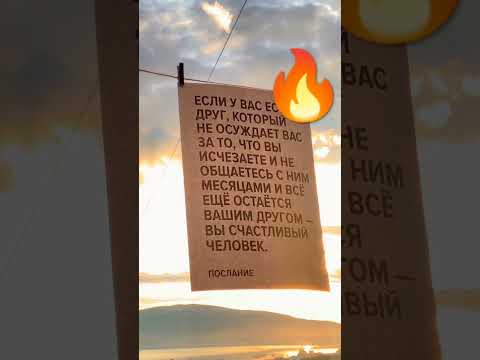 ЕСЛИ У ВАС
ДРУГ, КОТОРЫЙ
НЕ ОСУЖДАЕТ ВАС
ЗА ТО, ЧТО ВЫ
ИСЧЕЗАЕТЕ И НЕ
ОБЩАЕТЕСЬ С НИМ
МЕСЯЦАМИ И ВСЁ
ЕЩЁ ОСТАЁТСЯ
ВАШИМ ДРУГОМ —
ВЫ СЧАСТЛИВЫЙ
ЧЕЛОВЕК.
ПОСЛАНИЕ